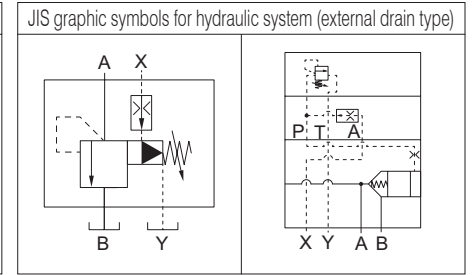 JIS graphic symbols for hydraulic system (external drain type)
A X
B Y
P T A
X Y A B